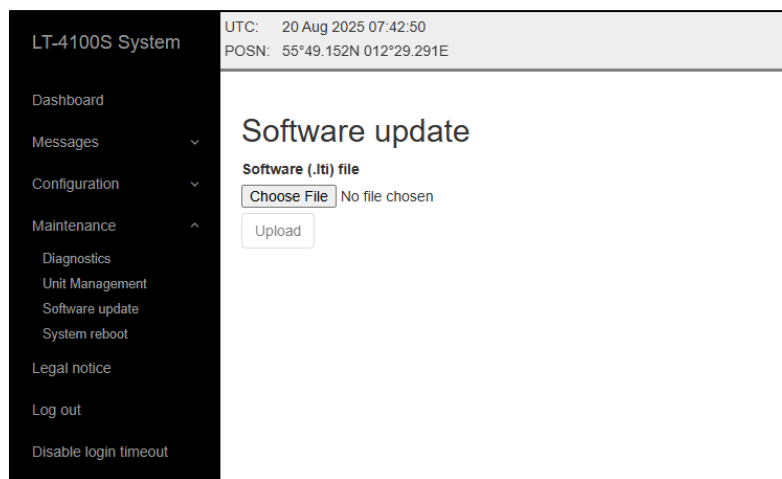 LT-4100S System
UTC: 20 Aug 2025 07:42:50
POSN: 55°49.152N 012°29.291E
Dashboard
Messages
Configuration
Maintenance
Diagnostics
Unit Management
Software update
System reboot
Legal notice
Log out
Disable login timeout
Software update
Software (.lti) file
Choose File No file chosen
Upload